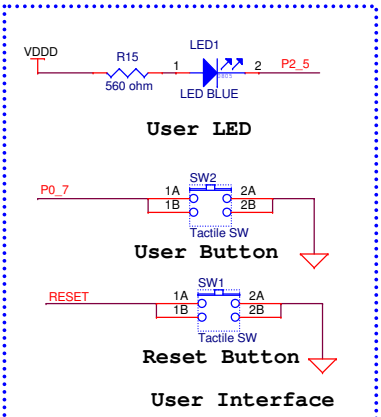 VDDD
R15
560 ohm
LED1
1
2
P2_5
LED BLUE
User LED
P0_7
SW2
1A
2A
1B
2B
Tactile SW
User Button
RESET
SW1
1A
2A
1B
2B
Tactile SW
Reset Button
User Interface